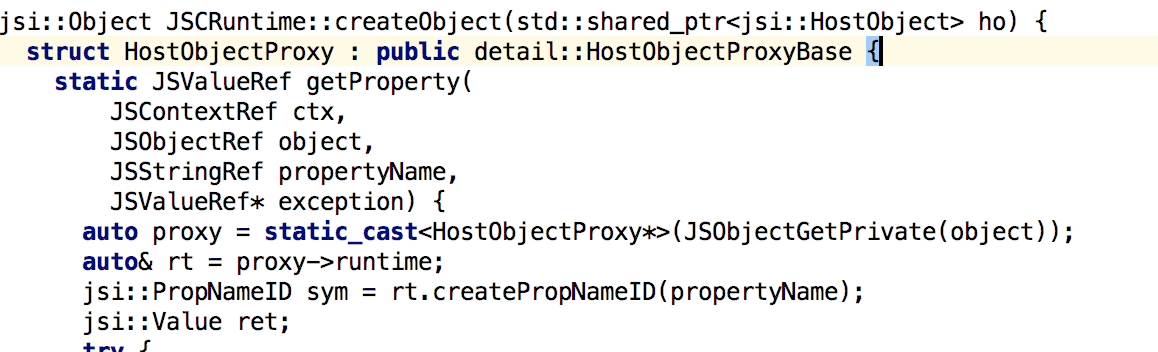 jsi::Object JSCRuntime::createObject(std::shared_ptr<jsi::HostObject> ho) {
  struct HostObjectProxy : public detail::HostObjectProxyBase {
    static JSValueRef getProperty(
        JSContextRef ctx,
        JSObjectRef object,
        JSStringRef propertyName,
        JSValueRef* exception) {
      auto proxy = static_cast<HostObjectProxy*>(JSObjectGetPrivate(object));
      auto& rt = proxy->runtime;
      jsi::PropNameID sym = rt.createPropNameID(propertyName);
      jsi::Value ret;
      try {